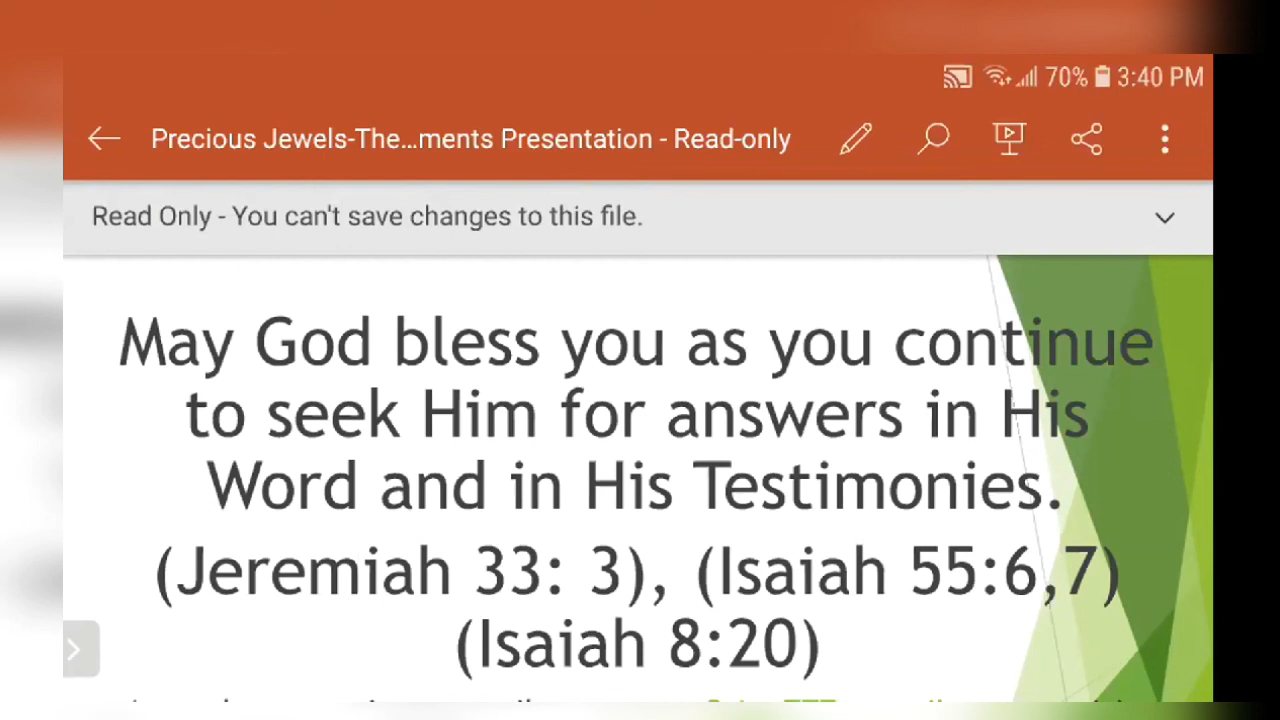 70% 3:40 PM
Precious Jewels-The...ments Presentation - Read-only
Read Only - You can't save changes to this file.
May God bless you as you continue
to seek Him for answers in His
Word and in His Testimonies.
(Jeremiah 33: 3), (Isaiah 55:6,7)
(Isaiah 8:20)